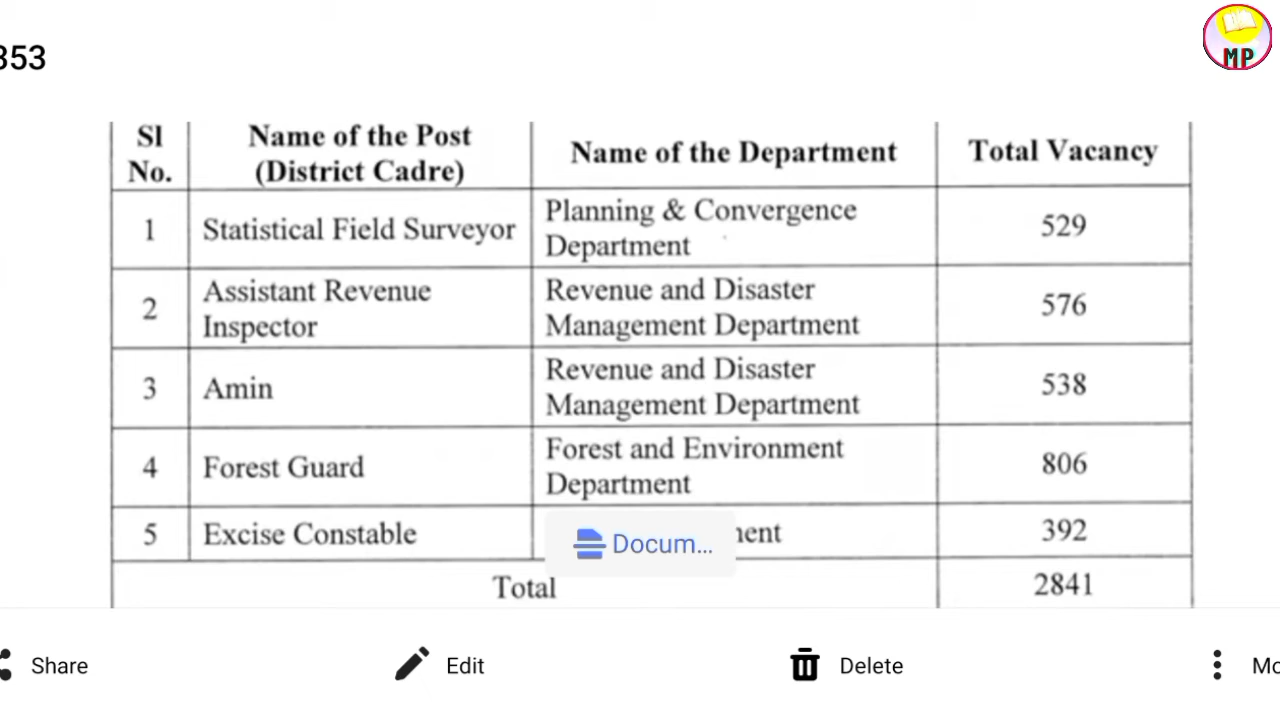 353
MP
Sl
No.
Name of the Post
(District Cadre)
Name of the Department
Total Vacancy
1
Statistical Field Surveyor
Planning & Convergence
Department
529
2
Assistant Revenue
Inspector
Revenue and Disaster
Management Department
576
3
Amin
Revenue and Disaster
Management Department
538
4
Forest Guard
Forest and Environment
Department
806
5
Excise Constable
Docum...
392
Total
2841
Share
Edit
Delete